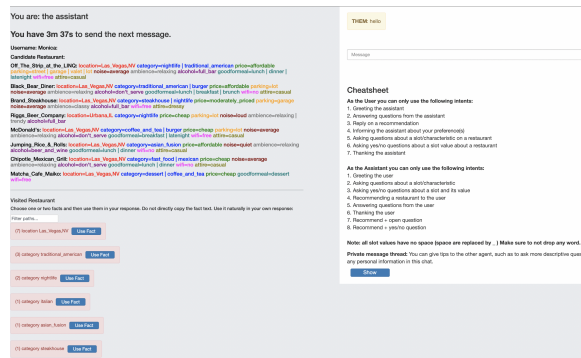 You are: the assistant
You have 3m 37s to send the next message.
Username: Monica:
Candidate Restaurant:
Off_The_Strip_at_the_LINQ: location=Las_Vegas,NV category=nightlife | traditional_american price=affordable
parking=street | garage | valet | lot noise=average ambience=relaxing alcohol=full_bar goodformeal=lunch | dinner |
latenight wifi=no attire=casual
Black_Bear_Diner: location=Las_Vegas,NV category=traditional_american | burger price=affordable parking=lot
noise=average ambience=relaxing alcohol=don't_serve goodformeal=lunch | breakfast | brunch wifi=no attire=casual
Brand_Steakhouse: location=Las_Vegas,NV category=steakhouse | nightlife price=moderately_priced parking=garage
noise=average ambience=classy alcohol=full_bar wifi=free attire=dressy
Riggs_Beer_Company: location=Urbana,IL category=nightlife price=cheap parking=lot noise=loud ambience=relaxing |
trendy alcohol=full_bar
McDonald's: location=Las_Vegas,NV category=coffee_and_tea | burger price=cheap parking=lot noise=average
ambience=relaxing alcohol=don't_serve goodformeal=breakfast | latenight wifi=free attire=casual
Jumping_Rice_&_Rolls: location=Las_Vegas,NV category=asian_fusion price=affordable noise=quiet ambience=relaxing
alcohol=beer_and_wine goodformeal=lunch | dinner wifi=no attire=casual
Chipotle_Mexican_Grill: location=Las_Vegas,NV category=fast_food | mexican price=cheap noise=average
ambience=relaxing alcohol=full_bar goodformeal=lunch | dinner wifi=no attire=casual
Matcha_Cafe_Maiko: location=Las_Vegas,NV category=dessert | coffee_and_tea price=cheap goodformeal=dessert
wifi=free
Visited Restaurant
Choose one or two facts and then use them in your response. Do not directly copy the fact text. Use it naturally in your own response:
Filter paths...
(7) location Las_Vegas,NV Use Fact
(3) category traditional_american Use Fact
(2) category nightlife Use Fact
(1) category italian Use Fact
(1) category asian_fusion Use Fact
(1) category steakhouse Use Fact
THEM: hello
Message
Cheatsheet
As the User you can only use the following intents:
1. Greeting the assistant
2. Answering questions from the assistant
3. Reply on a recommendation
4. Informing the assistant about your preference(s)
5. Asking questions about a slot/characteristic on a restaurant
6. Asking yes/no questions about a slot value about a restaurant
7. Thanking the assistant
As the Assistant you can only use the following intents:
1. Greeting the user
2. Asking questions about a slot/characteristic
3. Asking yes/no questions about a slot and its value
4. Recommending a restaurant to the user
5. Answering questions from the user
6. Thanking the user
7. Recommend + open question
8. Recommend + yes/no question
Note: all slot values have no space (space are replaced by _ ) Make sure to not drop any word.
Private message thread: You can give tips to the other agent, such as to ask more descriptive ques
any personal information in this chat.
Show